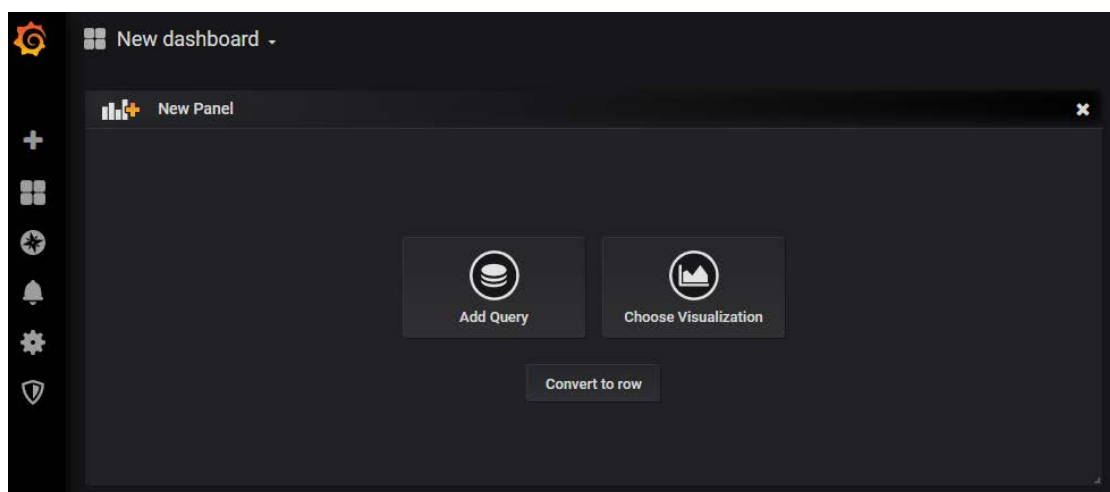 New dashboard
New Panel
Add Query
Choose Visualization
Convert to row